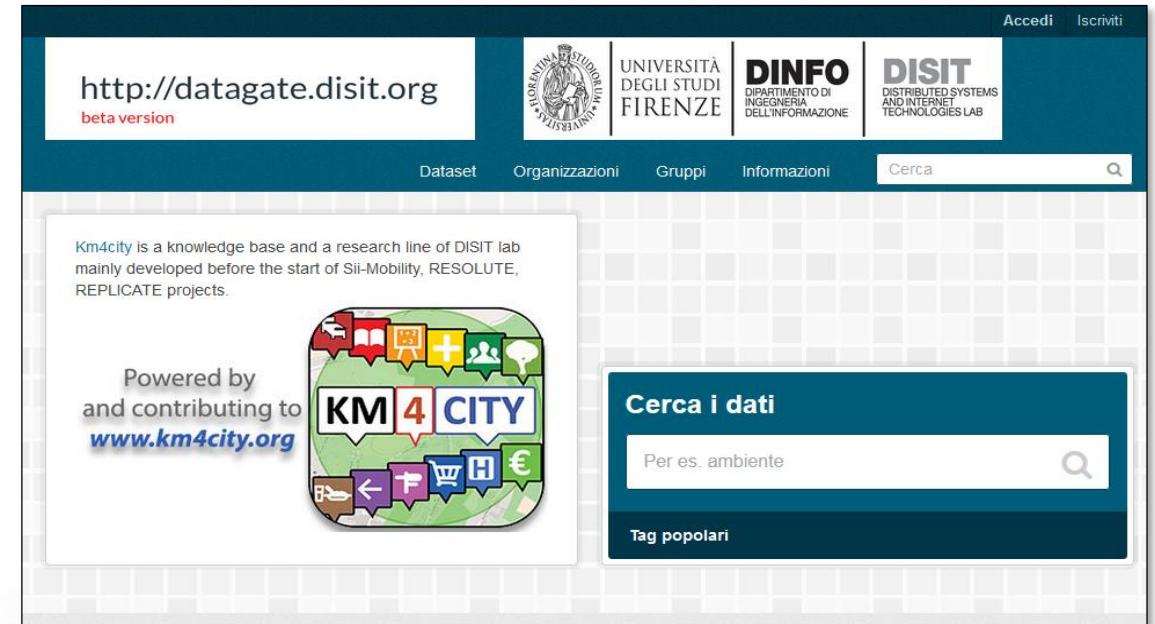 Accedi Iscriviti
http://datagate.disit.org
beta version
FLORENTINA STUDIORUM UNIVERSITAS
UNIVERSITÀ
DEGLI STUDI
FIRENZE
DINFO
DIPARTIMENTO DI
INGEGNERIA
DELL'INFORMAZIONE
DISIT
DISTRIBUTED SYSTEMS
AND INTERNET
TECHNOLOGIES LAB
Dataset Organizzazioni Gruppi Informazioni Cerca
Km4city is a knowledge base and a research line of DISIT lab
mainly developed before the start of Sii-Mobility, RESOLUTE,
REPLICATE projects.
Powered by
and contributing to
www.km4city.org
KM 4 CITY
H €
Cerca i dati
Per es. ambiente
Tag popolari